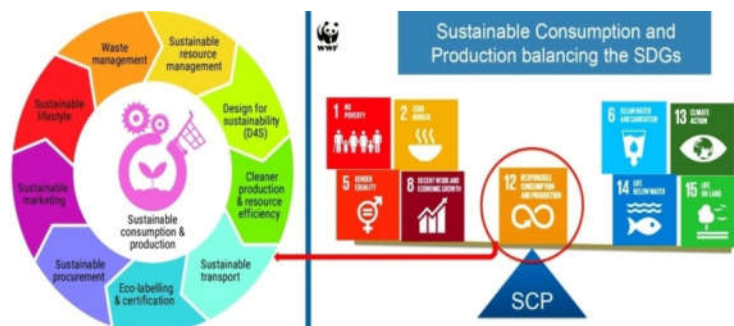 Waste
management
Sustainable
resource
management
Design for
sustainability
(D4S)
Cleaner
production
& resource
efficiency
Sustainable
transport
Eco-labelling
& certification
Sustainable
procurement
Sustainable
marketing
Sustainable
lifestyle
Sustainable
consumption &
production
WWF
Sustainable Consumption and
Production balancing the SDGs
1 NO
POVERTY
2 ZERO
HUNGER
5 GENDER
EQUALITY
8 DECENT WORK AND
ECONOMIC GROWTH
12 RESPONSIBLE
CONSUMPTION
AND PRODUCTION
6 CLEAN WATER
AND SANITATION
13 CLIMATE
ACTION
14 LIFE
BELOW WATER
15 LIFE
ON LAND
SCP